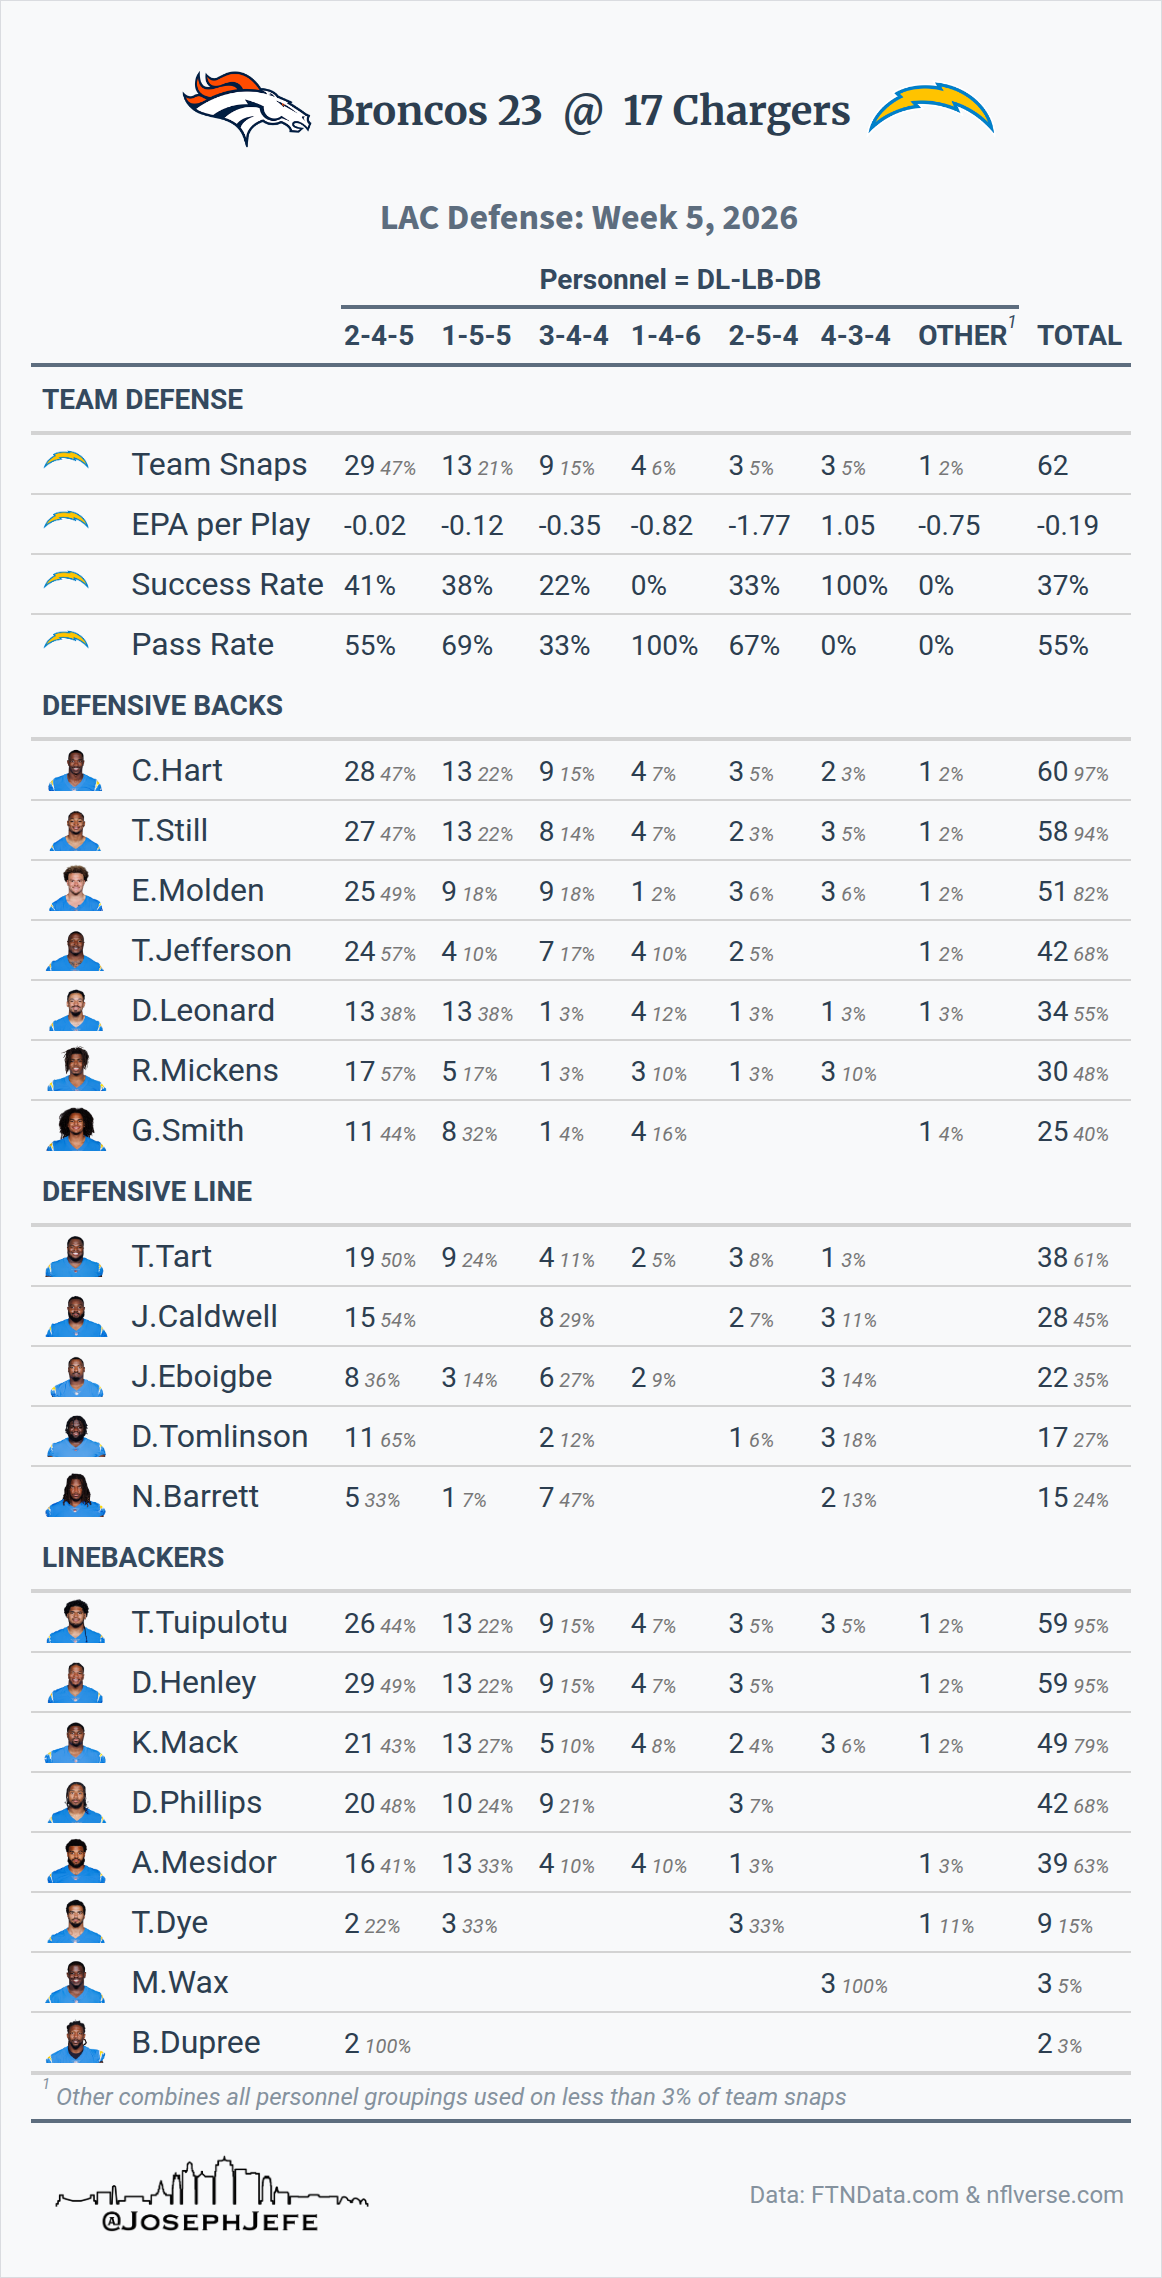 Broncos 23 @ 17 Chargers
LAC Defense: Week 5, 2026
Personnel = DL-LB-DB
2-4-5 1-5-5 3-4-4 1-4-6 2-5-4 4-3-4 OTHER1 TOTAL
TEAM DEFENSE
Team Snaps 29 47% 13 21% 9 15% 4 6% 3 5% 3 5% 1 2% 62
EPA per Play -0.02 -0.12 -0.35 -0.82 -1.77 1.05 -0.75 -0.19
Success Rate 41% 38% 22% 0% 33% 100% 0% 37%
Pass Rate 55% 69% 33% 100% 67% 0% 0% 55%
DEFENSIVE BACKS
C.Hart 28 47% 13 22% 9 15% 4 7% 3 5% 2 3% 1 2% 60 97%
T.Still 27 47% 13 22% 8 14% 4 7% 2 3% 3 5% 1 2% 58 94%
E.Molden 25 49% 9 18% 9 18% 1 2% 3 6% 3 6% 1 2% 51 82%
T.Jefferson 24 57% 4 10% 7 17% 4 10% 2 5% 1 2% 42 68%
D.Leonard 13 38% 13 38% 1 3% 4 12% 1 3% 1 3% 1 3% 34 55%
R.Mickens 17 57% 5 17% 1 3% 3 10% 1 3% 3 10% 30 48%
G.Smith 11 44% 8 32% 1 4% 4 16% 1 4% 25 40%
DEFENSIVE LINE
T.Tart 19 50% 9 24% 4 11% 2 5% 3 8% 1 3% 38 61%
J.Caldwell 15 54% 8 29% 2 7% 3 11% 28 45%
J.Eboigbe 8 36% 3 14% 6 27% 2 9% 3 14% 22 35%
D.Tomlinson 11 65% 2 12% 1 6% 3 18% 17 27%
N.Barrett 5 33% 1 7% 7 47% 2 13% 15 24%
LINEBACKERS
T.Tuipulotu 26 44% 13 22% 9 15% 4 7% 3 5% 3 5% 1 2% 59 95%
D.Henley 29 49% 13 22% 9 15% 4 7% 3 5% 1 2% 59 95%
K.Mack 21 43% 13 27% 5 10% 4 8% 2 4% 3 6% 1 2% 49 79%
D.Phillips 20 48% 10 24% 9 21% 3 7% 42 68%
A.Mesidor 16 41% 13 33% 4 10% 4 10% 1 3% 1 3% 39 63%
T.Dye 2 22% 3 33% 3 33% 1 11% 9 15%
M.Wax 3 100% 3 5%
B.Dupree 2 100% 2 3%
1 Other combines all personnel groupings used on less than 3% of team snaps
@JosephJefe
Data: FTNData.com & nflverse.com